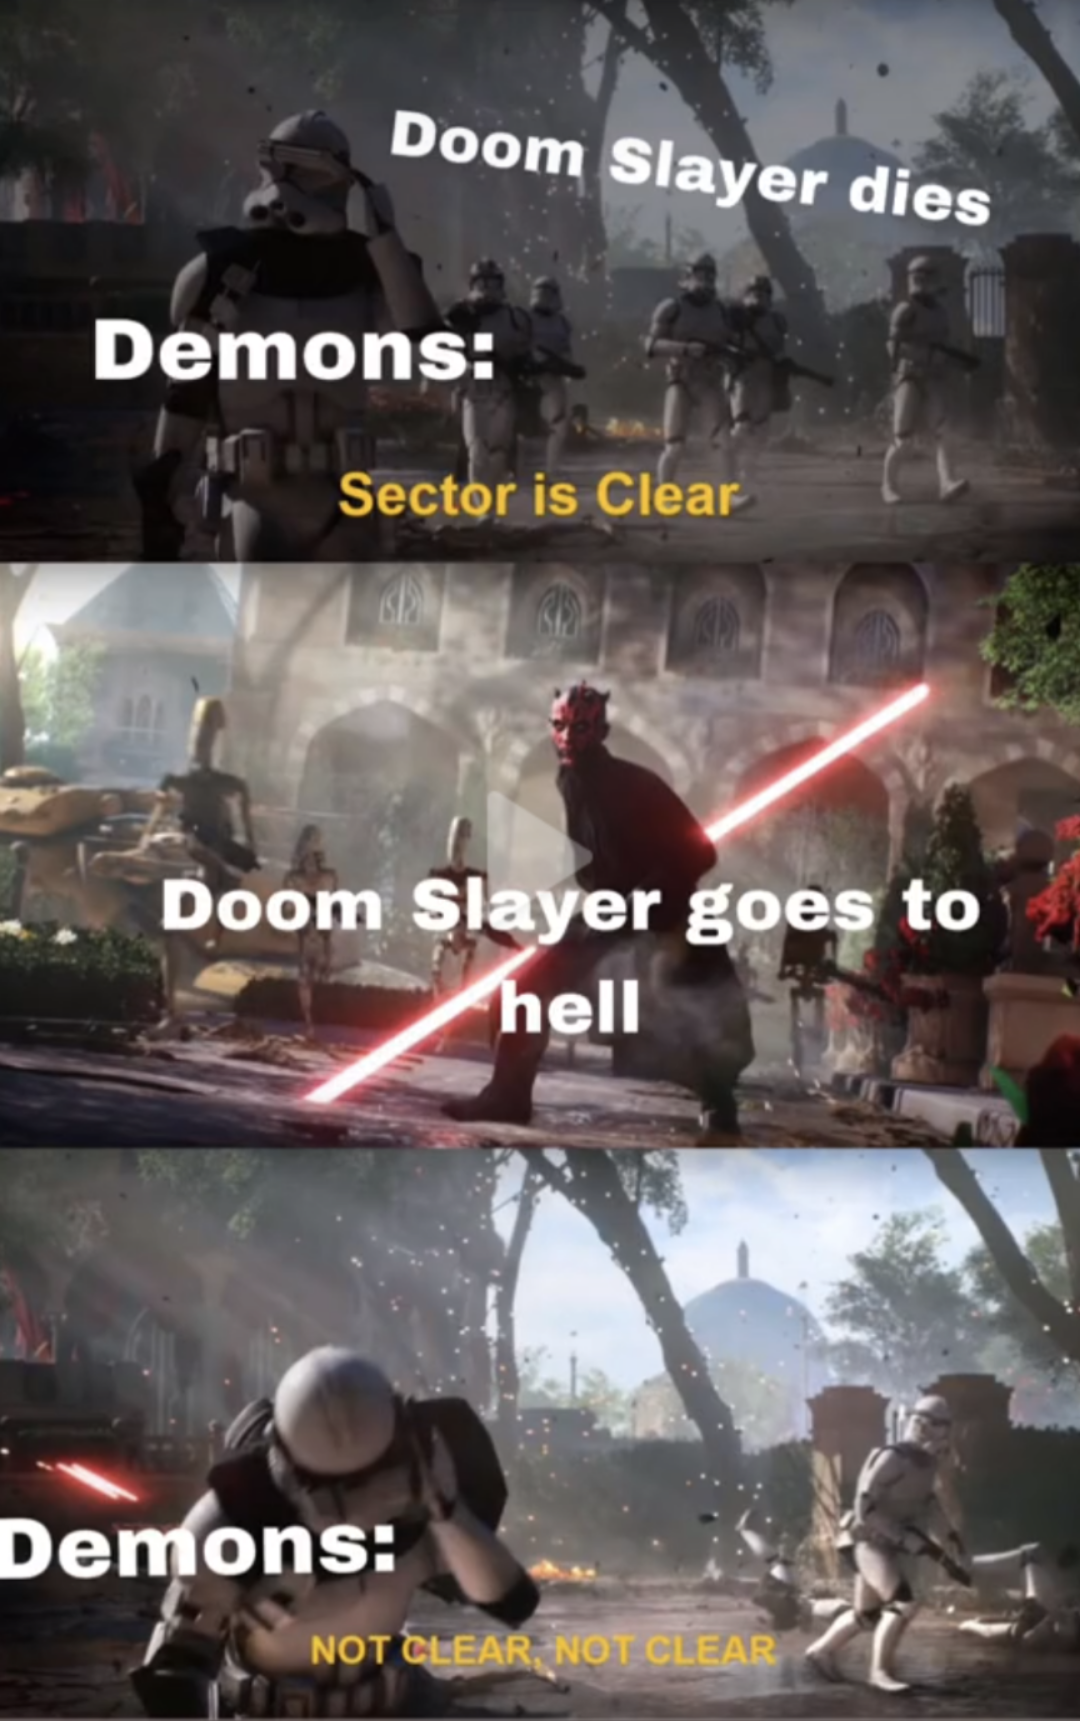 Doom Slayer dies
Demons:
Sector is Clear
Doom Slayer goes to
hell
Demons:
NOT CLEAR, NOT CLEAR